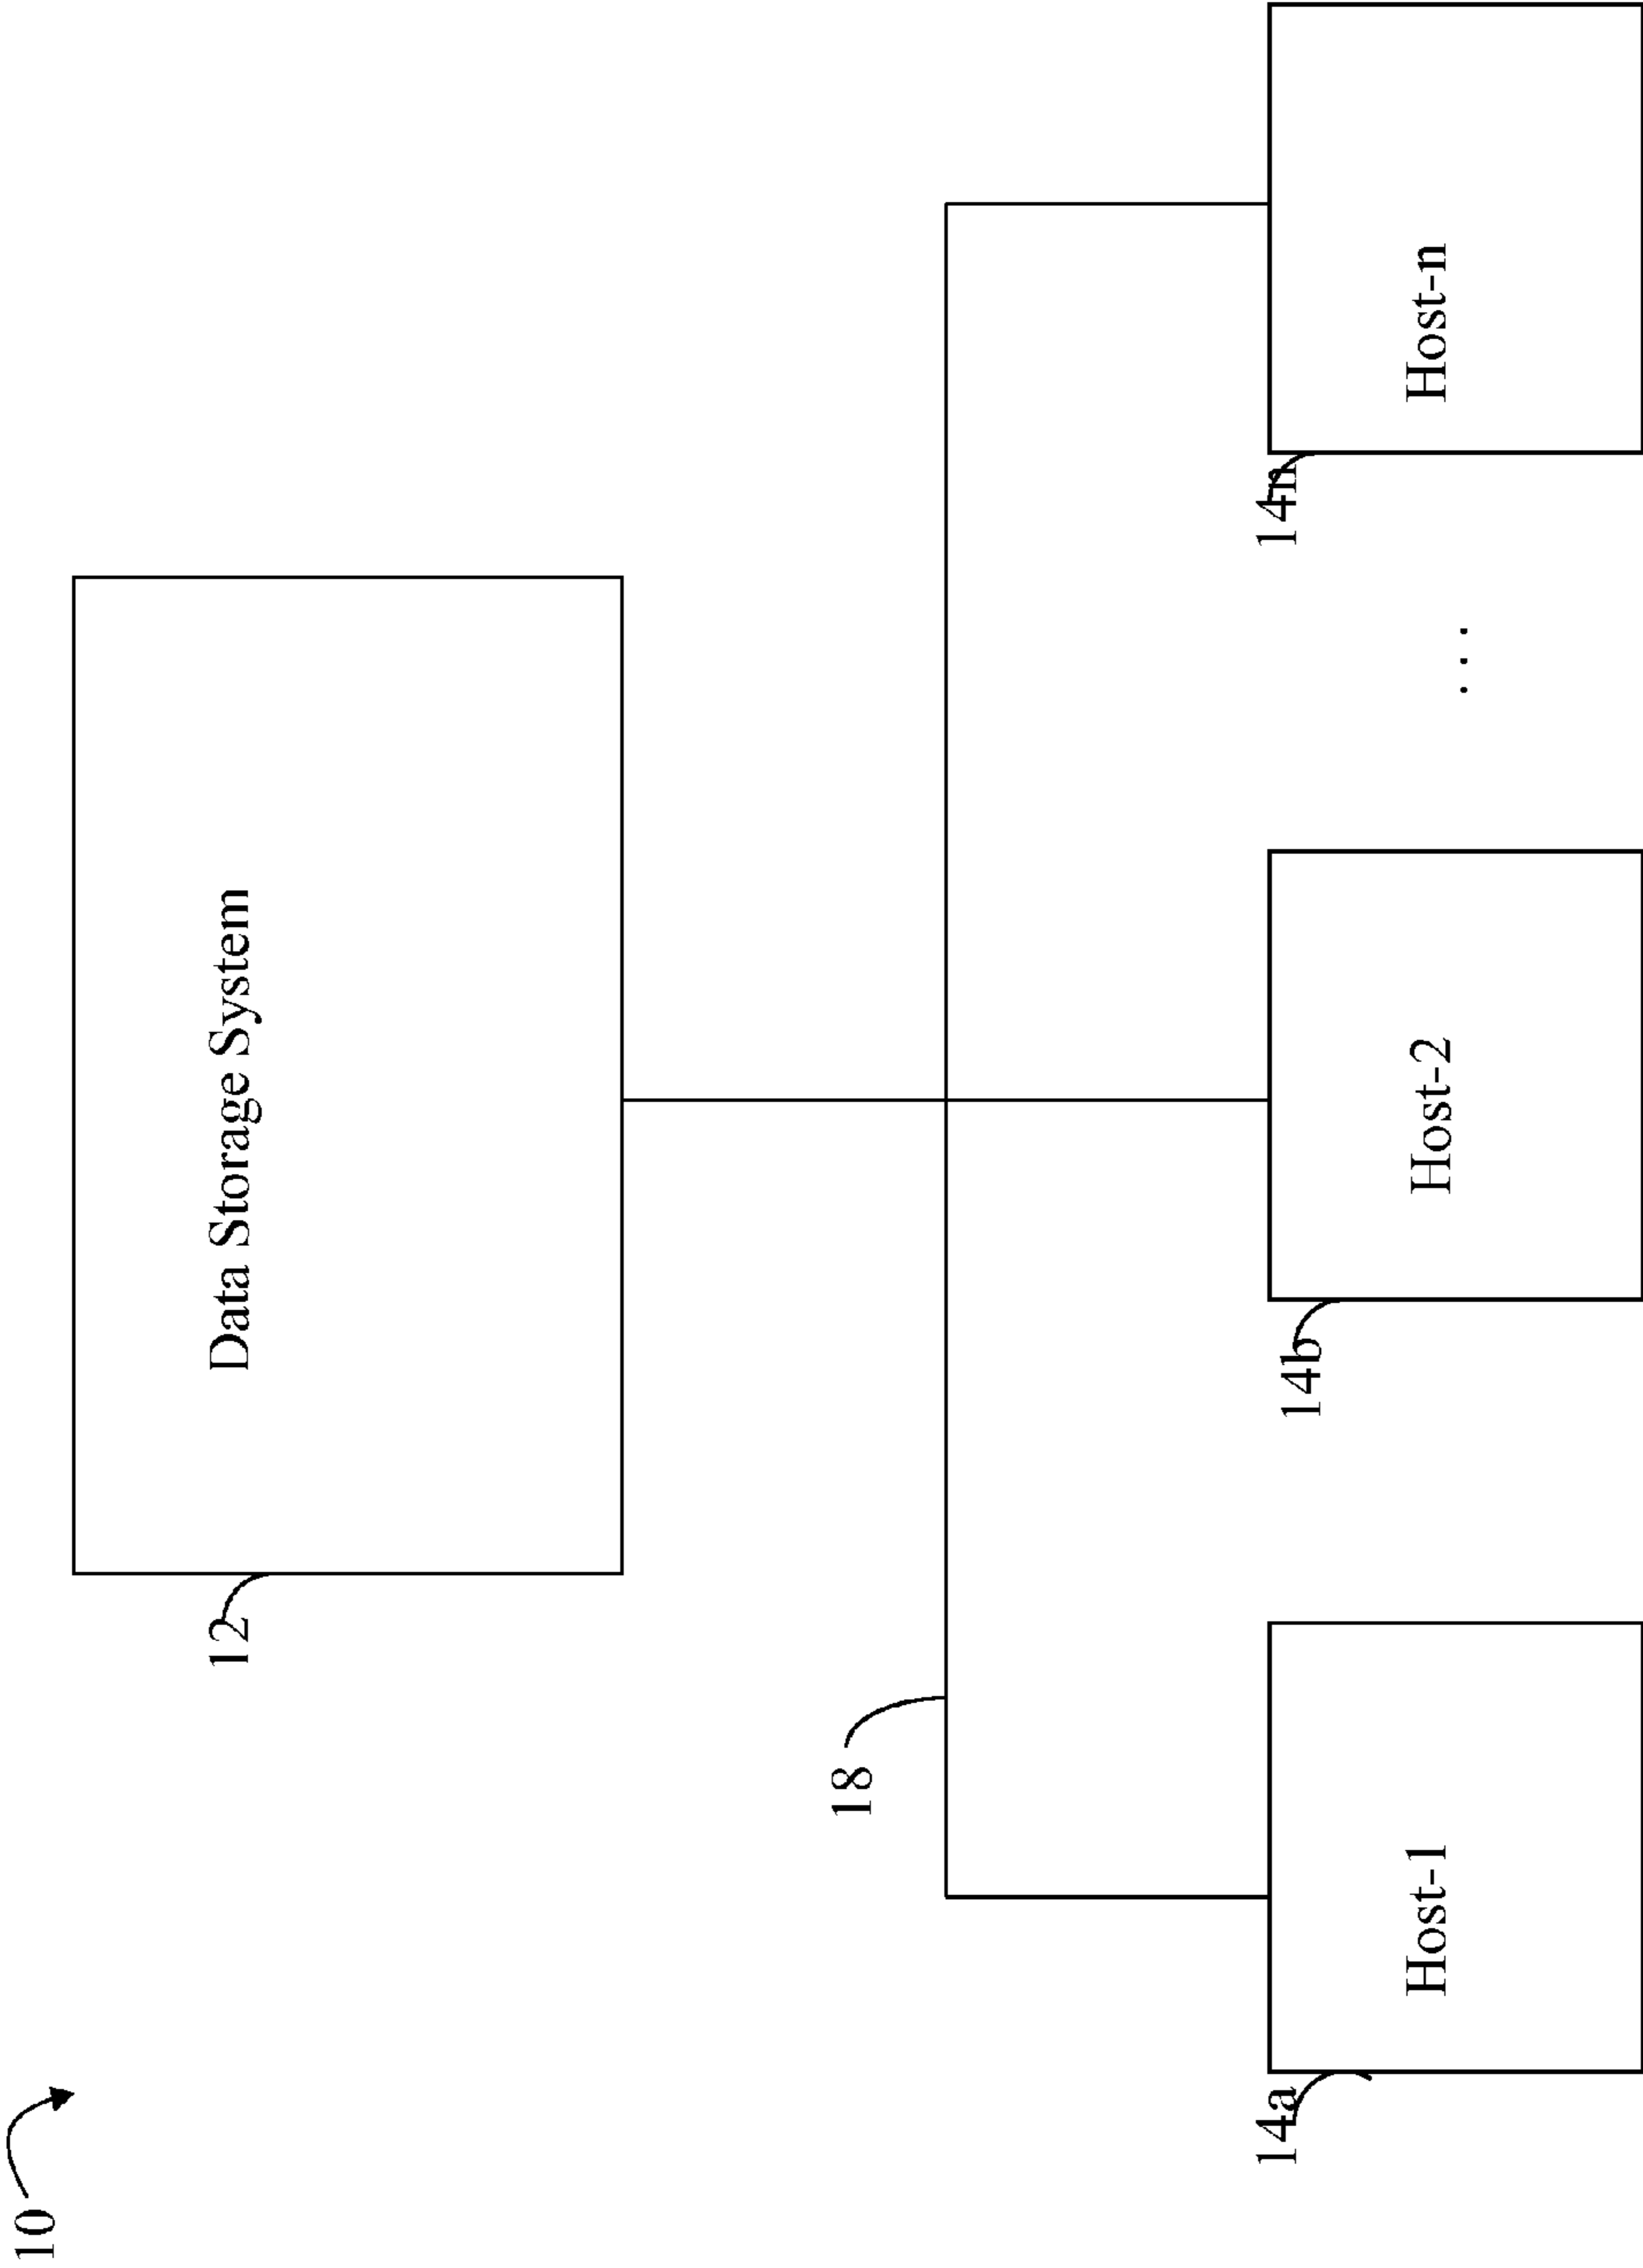 10
12
Data Storage System
18
14a
Host-1
14b
Host-2
. . .
14n
Host-n